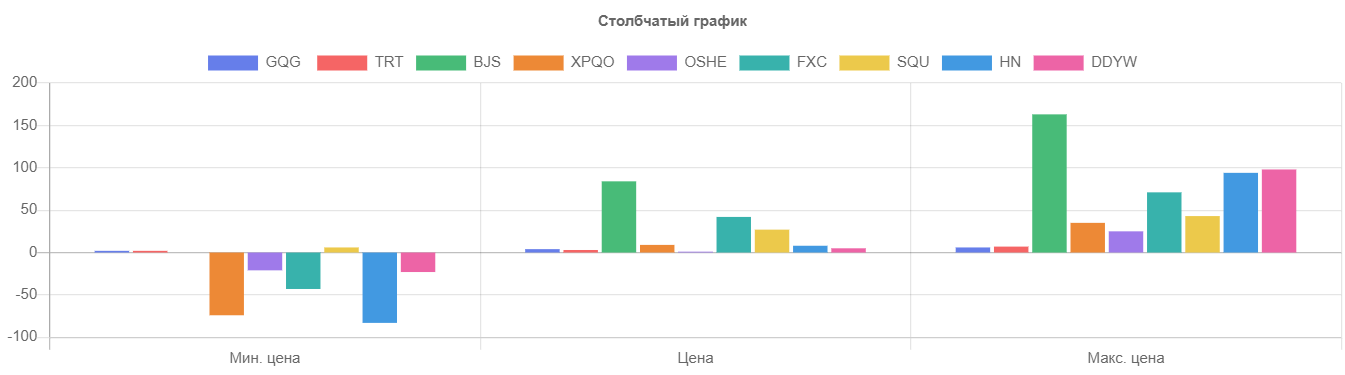 Столбчатый график
GQG TRT BJS XPQO OSHE FXC SQU HN DDYW
200
150
100
50
0
-50
-100
Мин. цена Цена Макс. цена